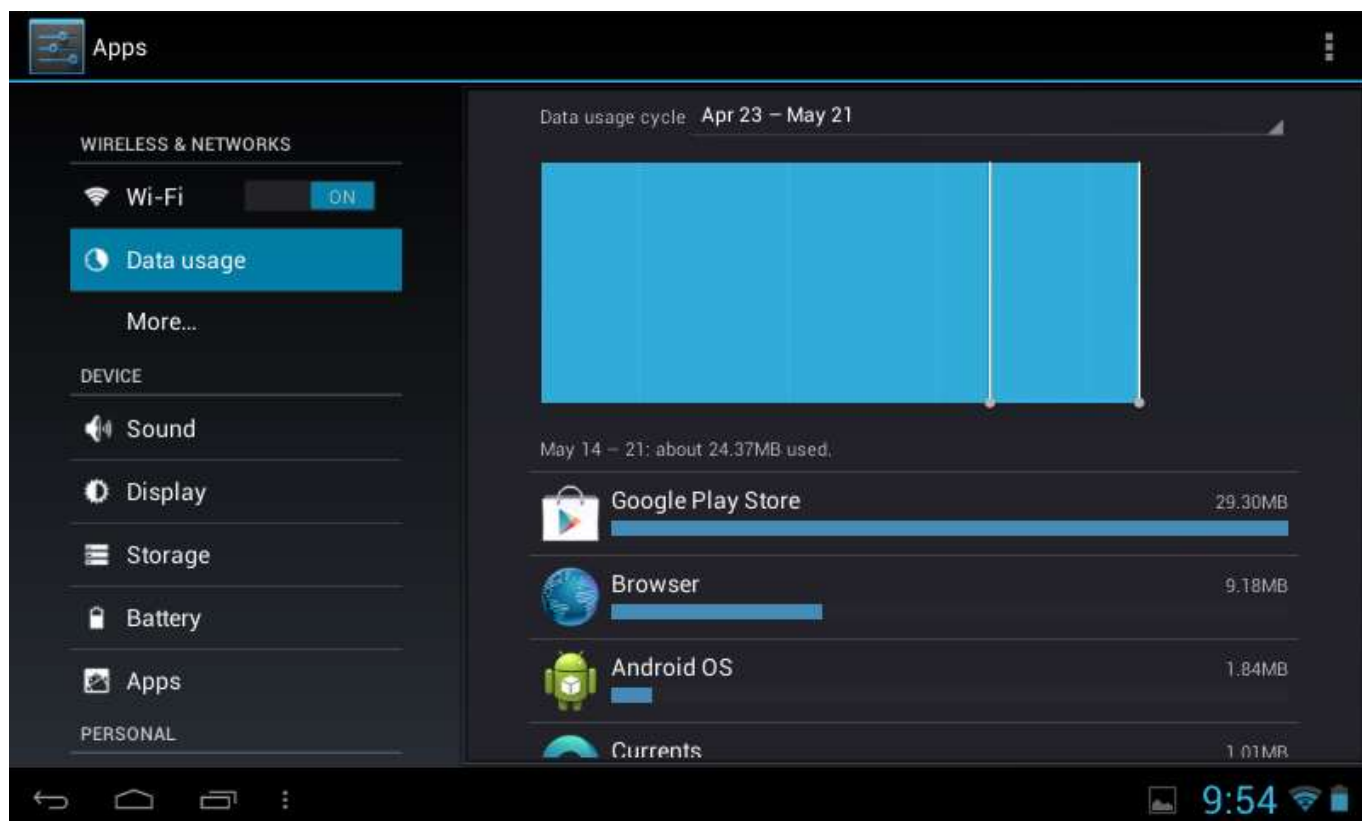 Apps
WIRELESS & NETWORKS
Wi-Fi ON
Data usage
More...
DEVICE
Sound
Display
Storage
Battery
Apps
PERSONAL
Data usage cycle Apr 23 – May 21
May 14 – 21: about 24.37MB used.
Google Play Store 29.30MB
Browser 9.18MB
Android OS 1.84MB
Currents 1.01MB
9:54